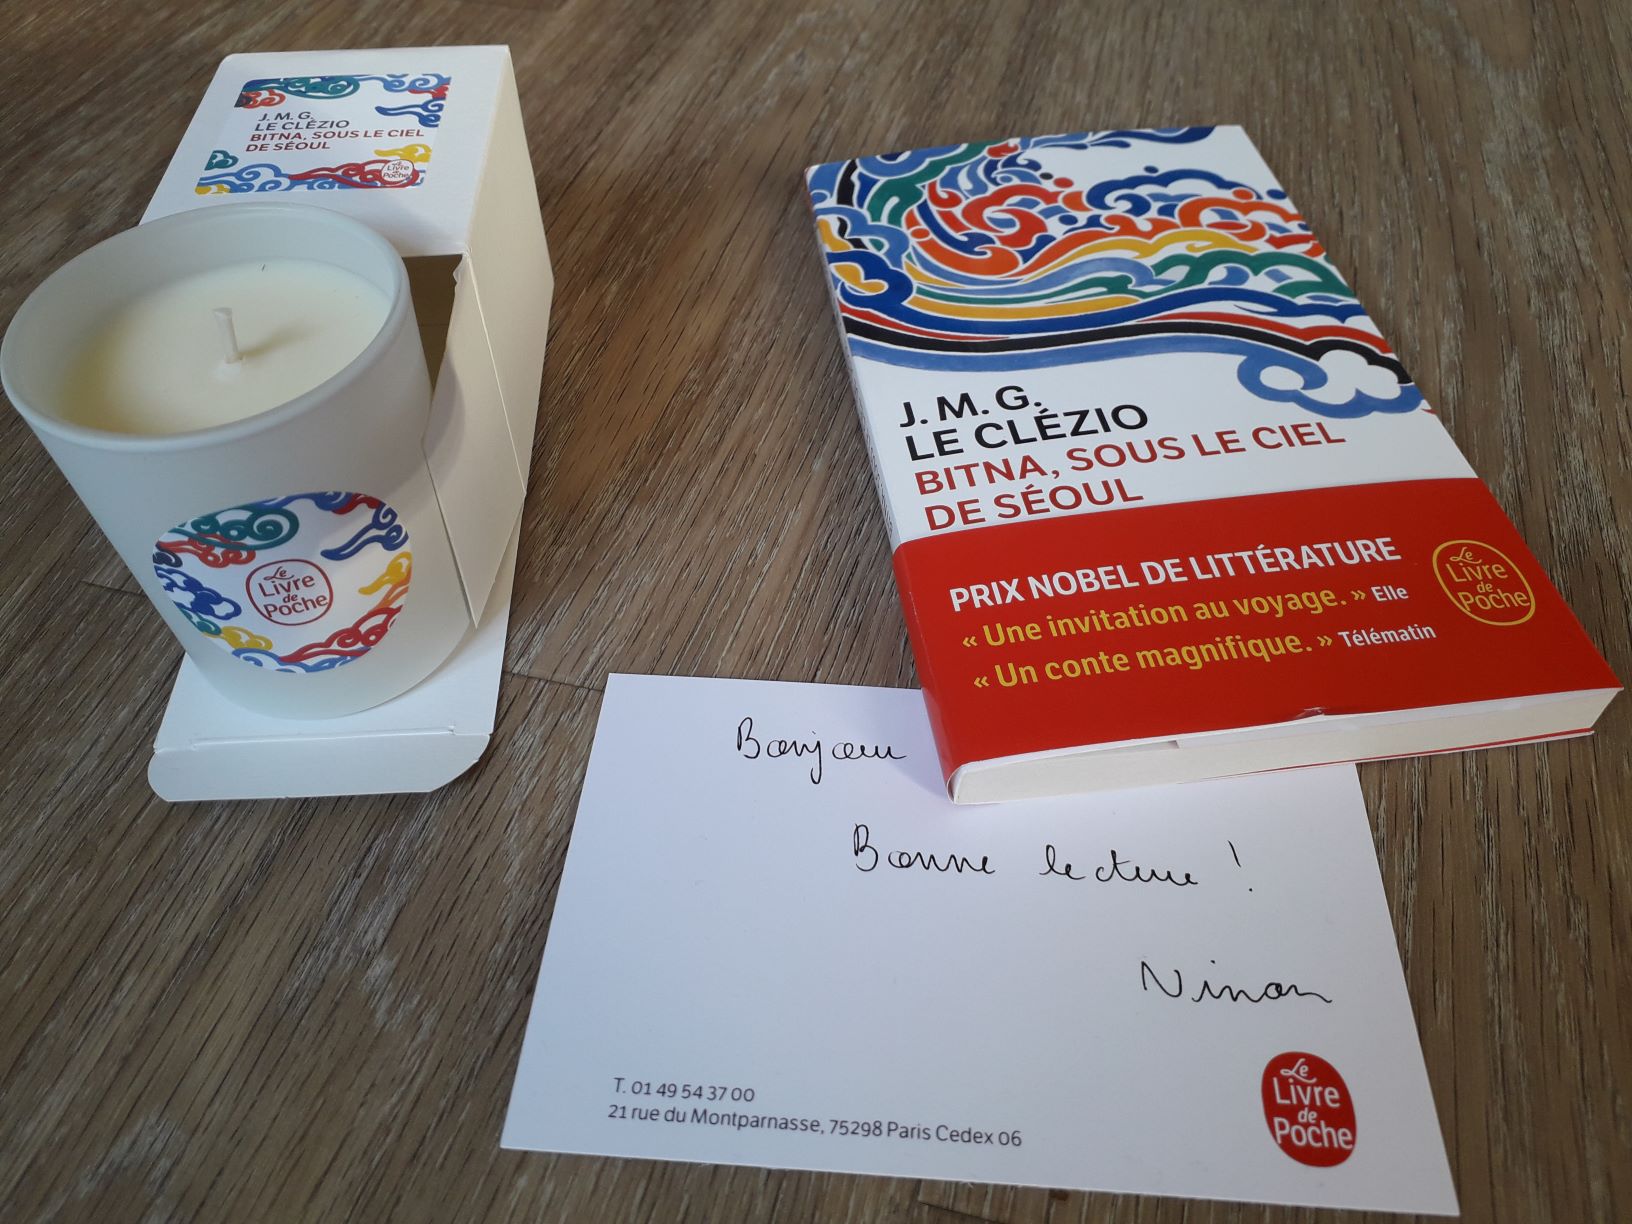 J. M. G.
LE CLÉZIO
BITNA, SOUS LE CIEL
DE SÉOUL
Le
Livre
de
Poche
Le
Livre
de
Poche
J. M. G.
LE CLÉZIO
BITNA, SOUS LE CIEL
DE SÉOUL
PRIX NOBEL DE LITTÉRATURE
« Une invitation au voyage. » Elle
« Un conte magnifique. » Télématin
Le
Livre
de
Poche
Bonjour
Bonne lecture !
Ninon
T. 01 49 54 37 00
21 rue du Montparnasse, 75298 Paris Cedex 06
Le
Livre
de
Poche